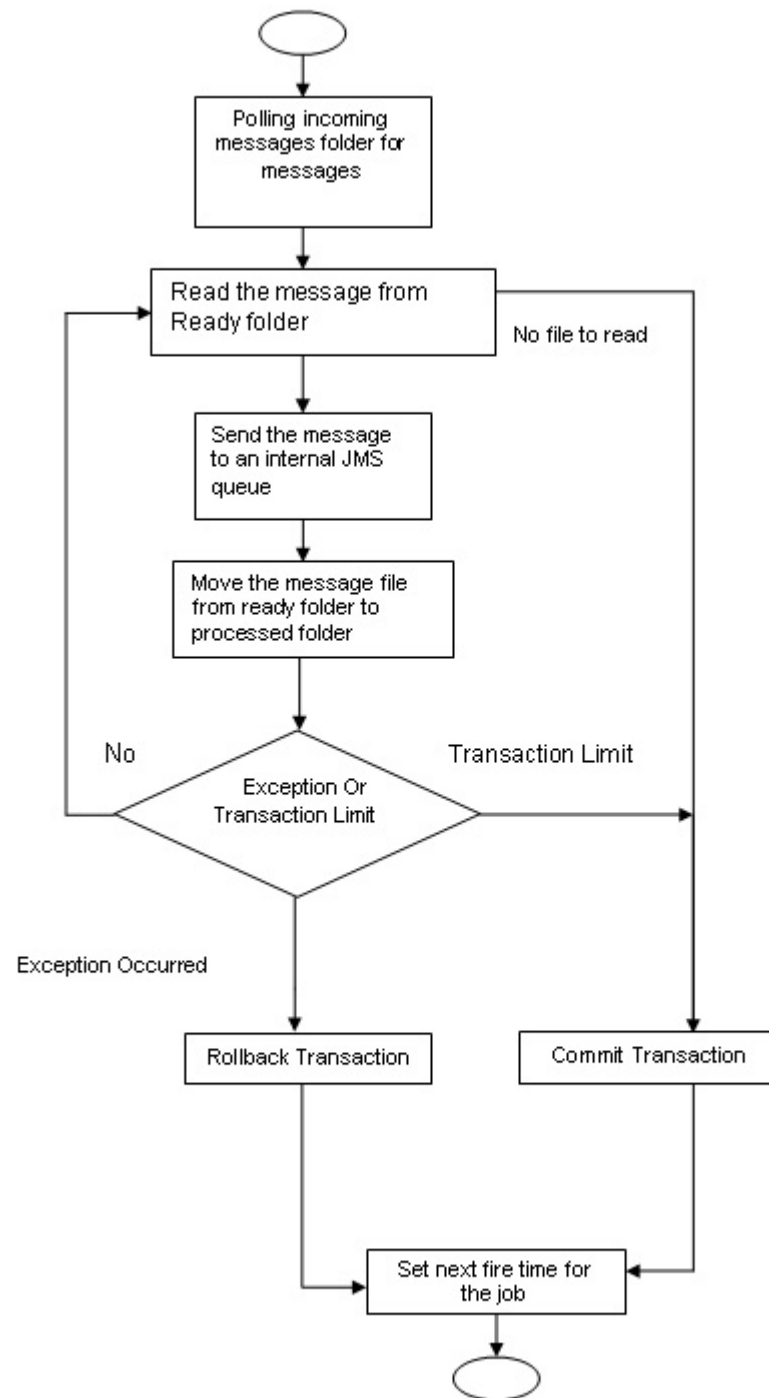 Polling incoming
messages folder for
messages
Read the message from
Ready folder
No file to read
Send the message
to an internal JMS
queue
Move the message file
from ready folder to
processed folder
No
Transaction Limit
Exception Or
Transaction Limit
Exception Occurred
Rollback Transaction
Commit Transaction
Set next fire time for
the job